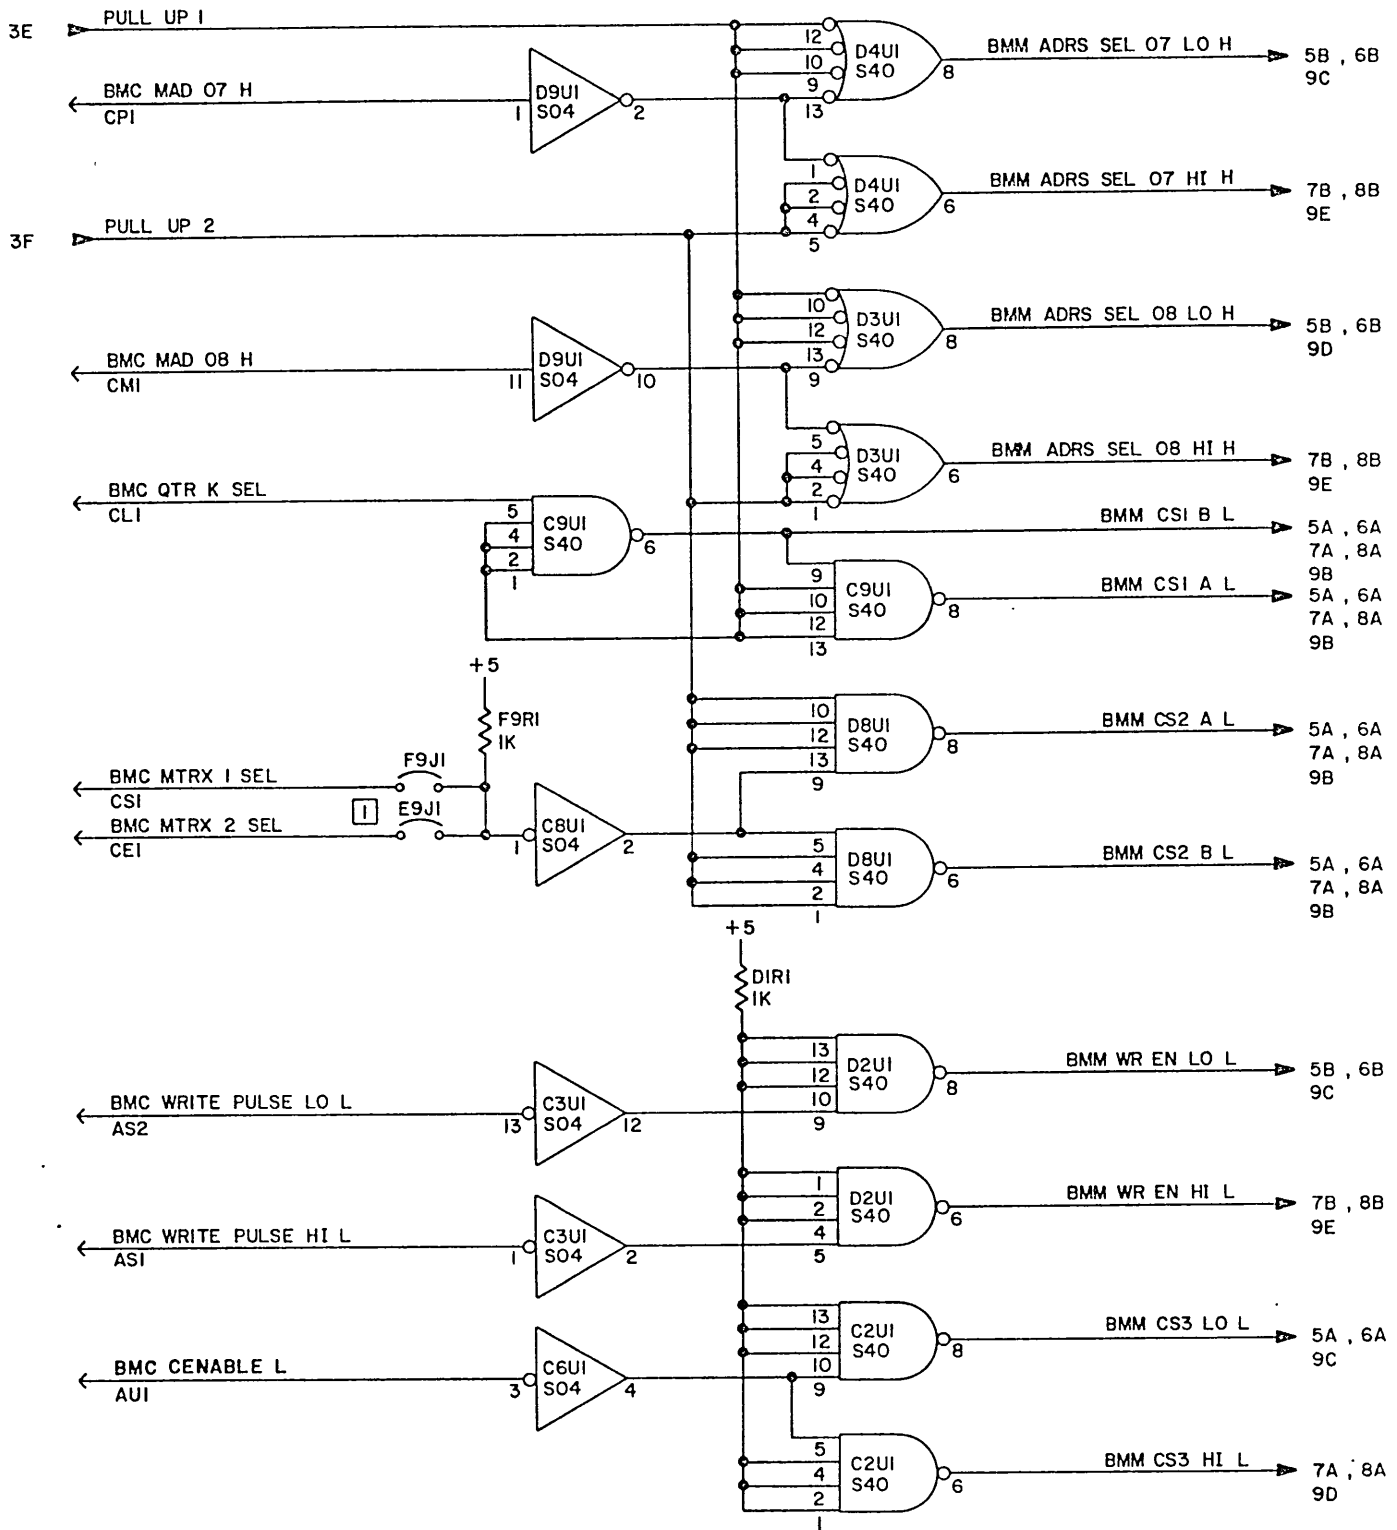 3E
PULL UP 1
12
10
9
13
D4U1
S40
8
BMM ADRS SEL 07 LO H
5B , 6B
9C
BMC MAD 07 H
CP1
1
D9U1
S04
2
1
2
4
5
D4U1
S40
6
BMM ADRS SEL 07 HI H
7B , 8B
9E
3F
PULL UP 2
10
12
13
9
D3U1
S40
8
BMM ADRS SEL 08 LO H
5B , 6B
9D
BMC MAD 08 H
CM1
11
D9U1
S04
10
5
4
2
1
D3U1
S40
6
BMM ADRS SEL 08 HI H
7B , 8B
9E
BMC QTR K SEL
CL1
5
4
2
1
C9U1
S40
6
BMM CS1 B L
5A , 6A
7A , 8A
9B
9
10
12
13
C9U1
S40
8
BMM CS1 A L
5A , 6A
7A , 8A
9B
+5
F9R1
1K
10
12
13
9
D8U1
S40
8
BMM CS2 A L
5A , 6A
7A , 8A
9B
BMC MTRX 1 SEL
CS1
F9J1
1
E9J1
BMC MTRX 2 SEL
CE1
1
C8U1
S04
2
5
4
2
1
D8U1
S40
6
BMM CS2 B L
5A , 6A
7A , 8A
9B
+5
D1R1
1K
13
12
10
9
D2U1
S40
8
BMM WR EN LO L
5B , 6B
9C
BMC WRITE PULSE LO L
AS2
13
C3U1
S04
12
1
2
4
5
D2U1
S40
6
BMM WR EN HI L
7B , 8B
9E
BMC WRITE PULSE HI L
AS1
1
C3U1
S04
2
13
12
10
9
C2U1
S40
8
BMM CS3 LO L
5A , 6A
9C
BMC CENABLE L
AU1
3
C6U1
S04
4
5
4
2
1
C2U1
S40
6
BMM CS3 HI L
7A , 8A
9D